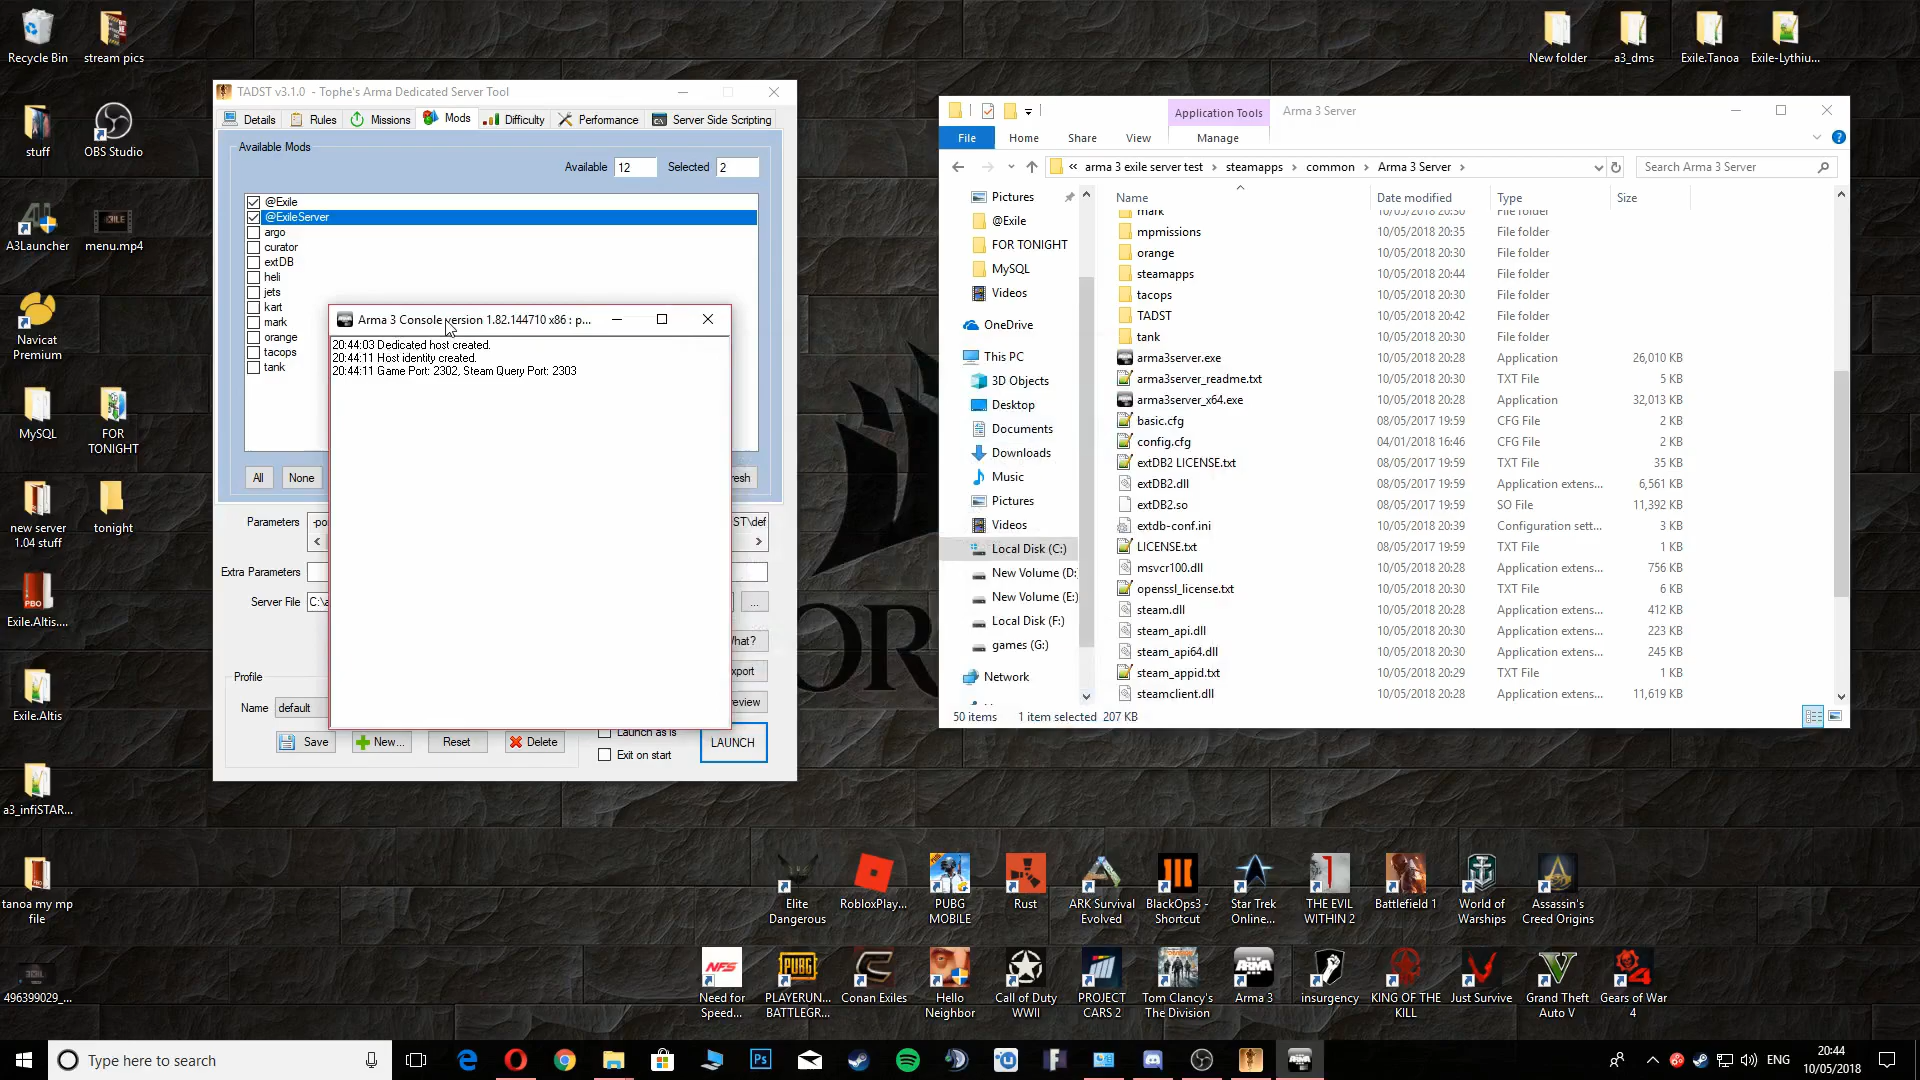 Recycle Bin
stream pics
stuff
OBS Studio
A3Launcher
menu.mp4
Navicat
Premium
MySQL
FOR
TONIGHT
new server
1.04 stuff
tonight
Exile.Altis....
Exile.Altis
a3_infiSTAR...
tanoa my mp
file
496399029_...
New folder
a3_dms
Exile.Tanoa
Exile-Lythiu...
TADST v3.1.0 - Tophe's Arma Dedicated Server Tool
Details
Rules
Missions
Mods
Difficulty
Performance
Server Side Scripting
Available Mods
Available 12 Selected 2
@Exile
@ExileServer
argo
curator
extDB
heli
jets
kart
mark
orange
tacops
tank
All
None
resh
Parameters
-po
ST\def
Extra Parameters
Server File
C:\a
...
hat?
xport
review
Profile
Name default
Launch as is
Save
New...
Reset
Delete
Exit on start
LAUNCH
Arma 3 Console version 1.82.144710 x86 : p...
20:44:03 Dedicated host created.
20:44:11 Host identity created.
20:44:11 Game Port: 2302, Steam Query Port: 2303
Application Tools
Arma 3 Server
File
Home
Share
View
Manage
« arma 3 exile server test > steamapps > common > Arma 3 Server >
Search Arma 3 Server
Pictures
@Exile
FOR TONIGHT
MySQL
Videos
OneDrive
This PC
3D Objects
Desktop
Documents
Downloads
Music
Pictures
Videos
Local Disk (C:)
New Volume (D:
New Volume (E:)
Local Disk (F:)
games (G:)
Network
Name Date modified Type Size
mark 10/05/2018 20:30 File folder
mpmissions 10/05/2018 20:35 File folder
orange 10/05/2018 20:30 File folder
steamapps 10/05/2018 20:44 File folder
tacops 10/05/2018 20:30 File folder
TADST 10/05/2018 20:42 File folder
tank 10/05/2018 20:30 File folder
arma3server.exe 10/05/2018 20:28 Application 26,010 KB
arma3server_readme.txt 10/05/2018 20:30 TXT File 5 KB
arma3server_x64.exe 10/05/2018 20:28 Application 32,013 KB
basic.cfg 08/05/2017 19:59 CFG File 2 KB
config.cfg 04/01/2018 16:46 CFG File 2 KB
extDB2 LICENSE.txt 08/05/2017 19:59 TXT File 35 KB
extDB2.dll 08/05/2017 19:59 Application extens... 6,561 KB
extDB2.so 08/05/2017 19:59 SO File 11,392 KB
extdb-conf.ini 10/05/2018 20:39 Configuration sett... 3 KB
LICENSE.txt 08/05/2017 19:59 TXT File 1 KB
msvcr100.dll 08/05/2017 19:59 Application extens... 756 KB
openssl_license.txt 08/05/2017 19:59 TXT File 6 KB
steam.dll 10/05/2018 20:28 Application extens... 412 KB
steam_api.dll 10/05/2018 20:30 Application extens... 223 KB
steam_api64.dll 10/05/2018 20:30 Application extens... 245 KB
steam_appid.txt 10/05/2018 20:29 TXT File 1 KB
steamclient.dll 10/05/2018 20:28 Application extens... 11,619 KB
50 items 1 item selected 207 KB
Elite
Dangerous
RobloxPlay...
PUBG
MOBILE
Rust
ARK Survival
Evolved
BlackOps3 -
Shortcut
Star Trek
Online...
THE EVIL
WITHIN 2
Battlefield 1
World of
Warships
Assassin's
Creed Origins
Need for
Speed...
PLAYERUN...
BATTLEGR...
Conan Exiles
Hello
Neighbor
Call of Duty
WWII
PROJECT
CARS 2
Tom Clancy's
The Division
Arma 3
insurgency
KING OF THE
KILL
Just Survive
Grand Theft
Auto V
Gears of War
4
Type here to search
ENG
20:44
10/05/2018